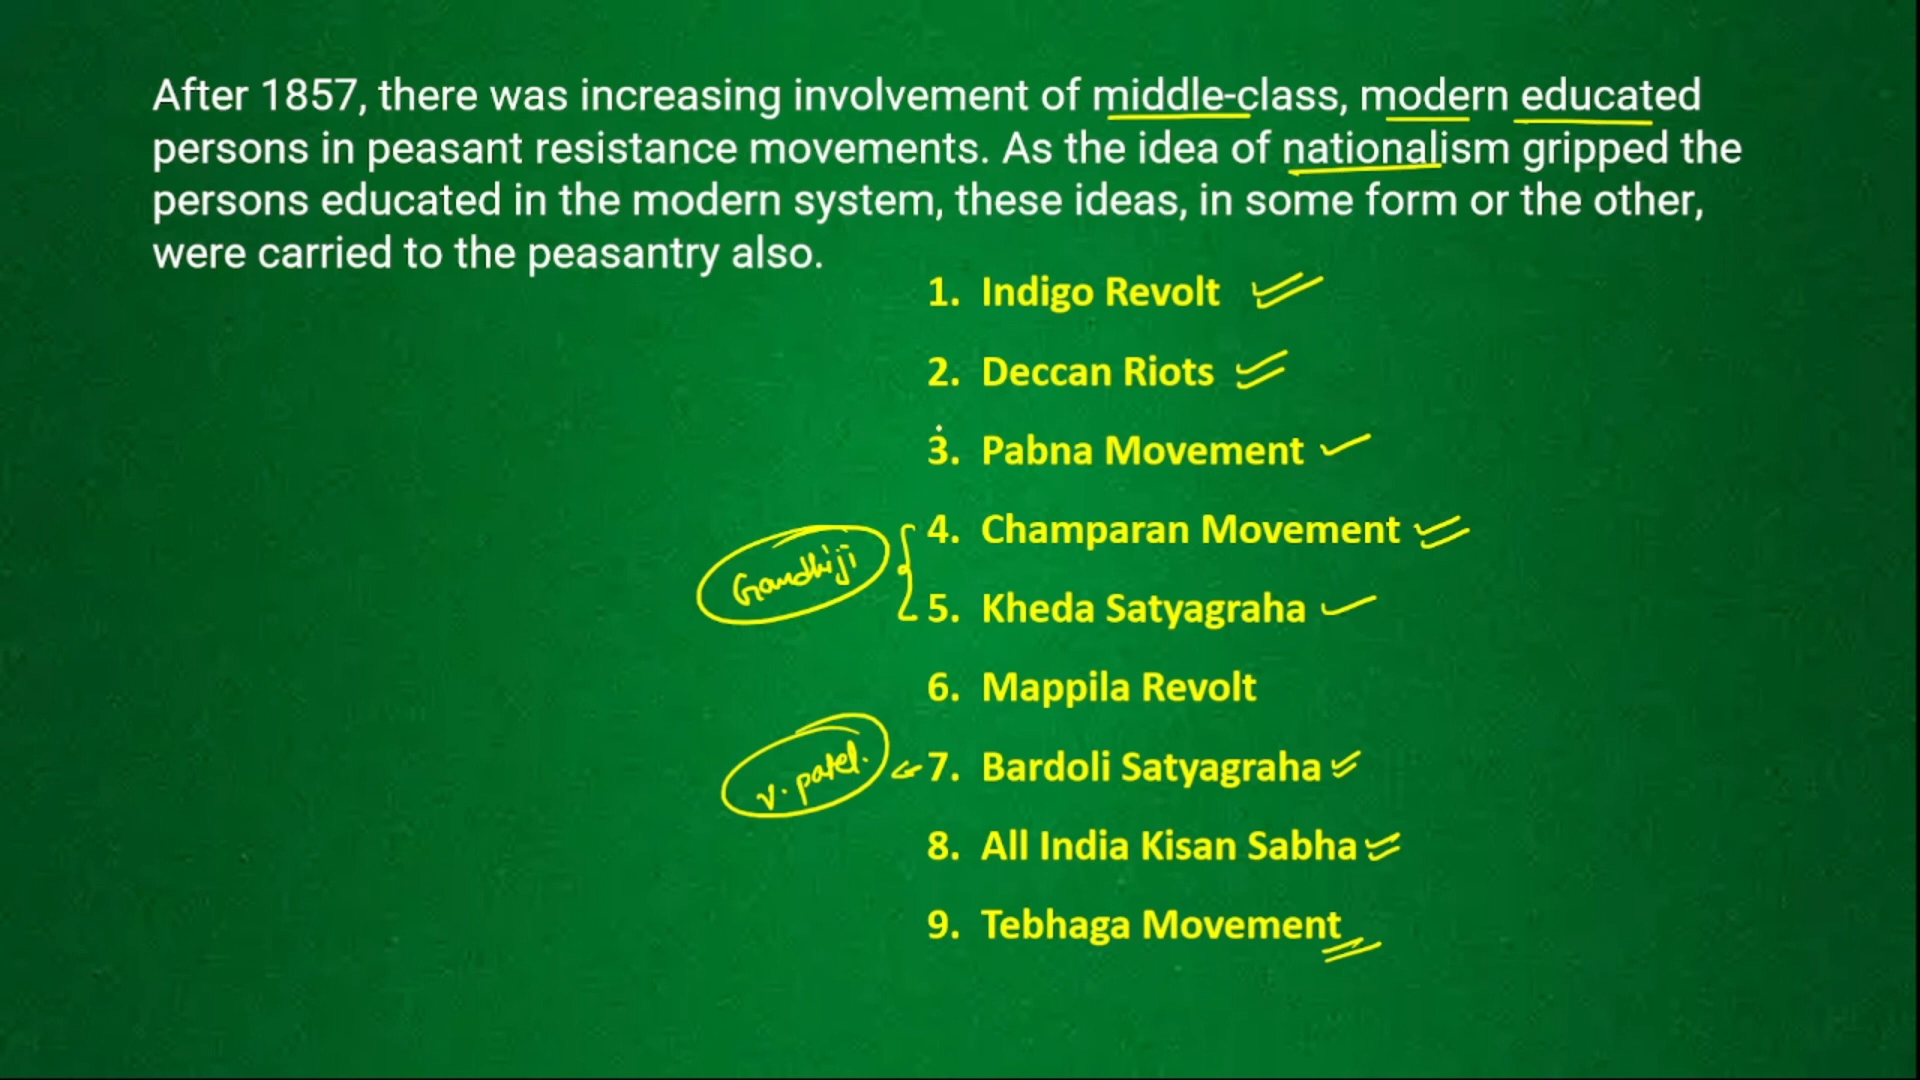 After 1857, there was increasing involvement of middle-class, modern educated
persons in peasant resistance movements. As the idea of nationalism gripped the
persons educated in the modern system, these ideas, in some form or the other,
were carried to the peasantry also.
1. Indigo Revolt
2. Deccan Riots
3. Pabna Movement
4. Champaran Movement
Gandhiji
5. Kheda Satyagraha
6. Mappila Revolt
7. Bardoli Satyagraha
v. patel.
8. All India Kisan Sabha
9. Tebhaga Movement